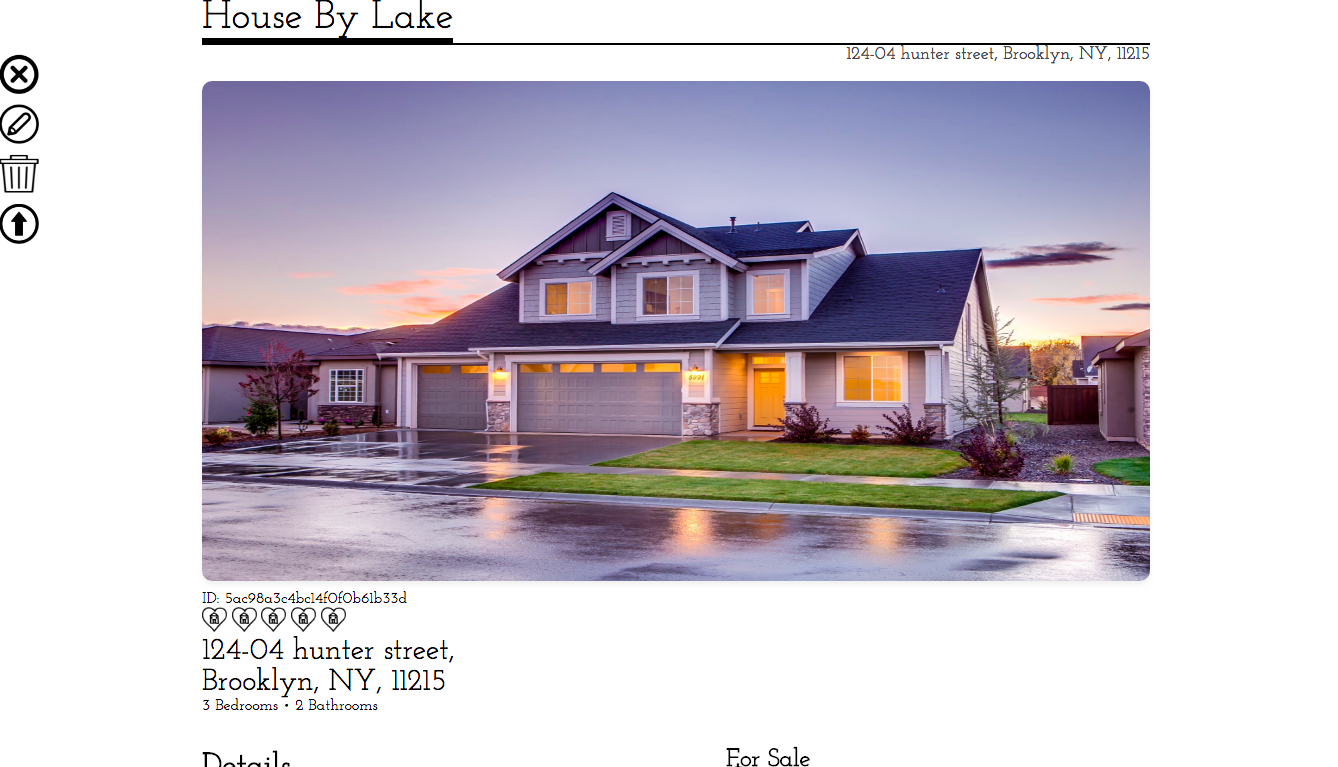 House By Lake
124-04 hunter street, Brooklyn, NY, 11215
ID: 5ac98a3c4bc14f0f0b61b33d
124-04 hunter street,
Brooklyn, NY, 11215
3 Bedrooms • 2 Bathrooms
Details
For Sale